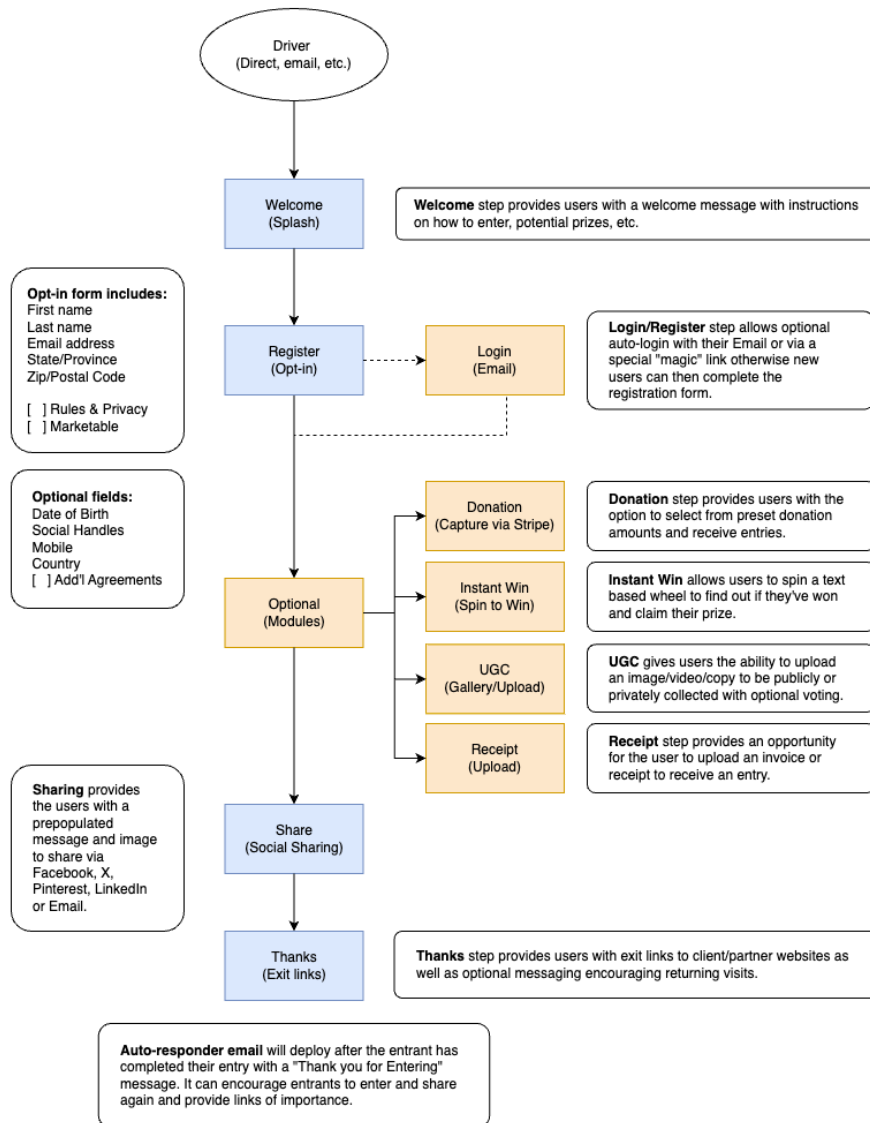 Driver
(Direct, email, etc.)
Welcome
(Splash)
Welcome step provides users with a welcome message with instructions
on how to enter, potential prizes, etc.
Opt-in form includes:
First name
Last name
Email address
State/Province
Zip/Postal Code
[  ] Rules & Privacy
[  ] Marketable
Register
(Opt-in)
Login
(Email)
Login/Register step allows optional
auto-login with their Email or via a
special "magic" link otherwise new
users can then complete the
registration form.
Optional fields:
Date of Birth
Social Handles
Mobile
Country
[  ] Add'l Agreements
Optional
(Modules)
Donation
(Capture via Stripe)
Donation step provides users with the
option to select from preset donation
amounts and receive entries.
Instant Win
(Spin to Win)
Instant Win allows users to spin a text
based wheel to find out if they've won
and claim their prize.
UGC
(Gallery/Upload)
UGC gives users the ability to upload
an image/video/copy to be publicly or
privately collected with optional voting.
Receipt
(Upload)
Receipt step provides an opportunity
for the user to upload an invoice or
receipt to receive an entry.
Sharing provides
the users with a
prepopulated
message and image
to share via
Facebook, X,
Pinterest, LinkedIn
or Email.
Share
(Social Sharing)
Thanks
(Exit links)
Thanks step provides users with exit links to client/partner websites as
well as optional messaging encouraging returning visits.
Auto-responder email will deploy after the entrant has
completed their entry with a "Thank you for Entering"
message. It can encourage entrants to enter and share
again and provide links of importance.